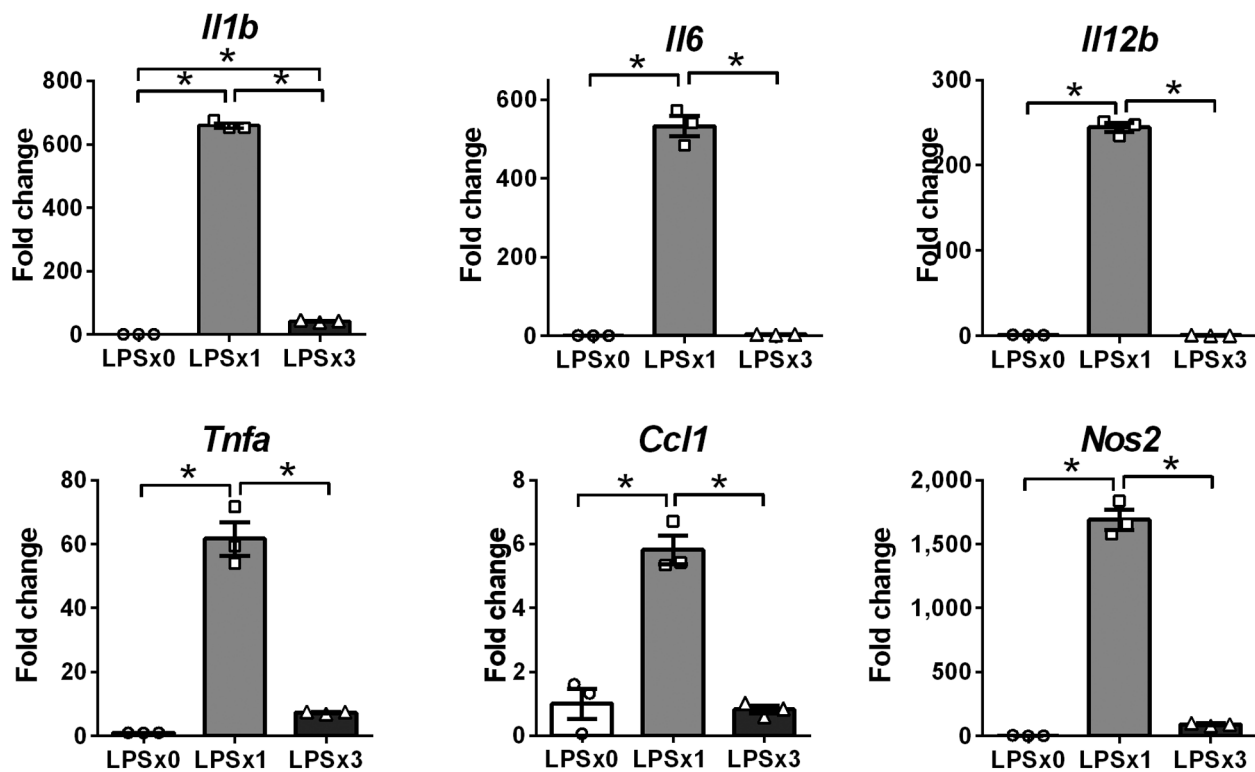 Il1b
*
* *
Fold change
800
600
400
200
0
LPSx0 LPSx1 LPSx3
Il6
* *
Fold change
600
400
200
0
LPSx0 LPSx1 LPSx3
Il12b
* *
Fold change
300
200
100
0
LPSx0 LPSx1 LPSx3
Tnfa
* *
Fold change
80
60
40
20
0
LPSx0 LPSx1 LPSx3
Ccl1
* *
Fold change
8
6
4
2
0
LPSx0 LPSx1 LPSx3
Nos2
* *
Fold change
2,000
1,500
1,000
500
0
LPSx0 LPSx1 LPSx3